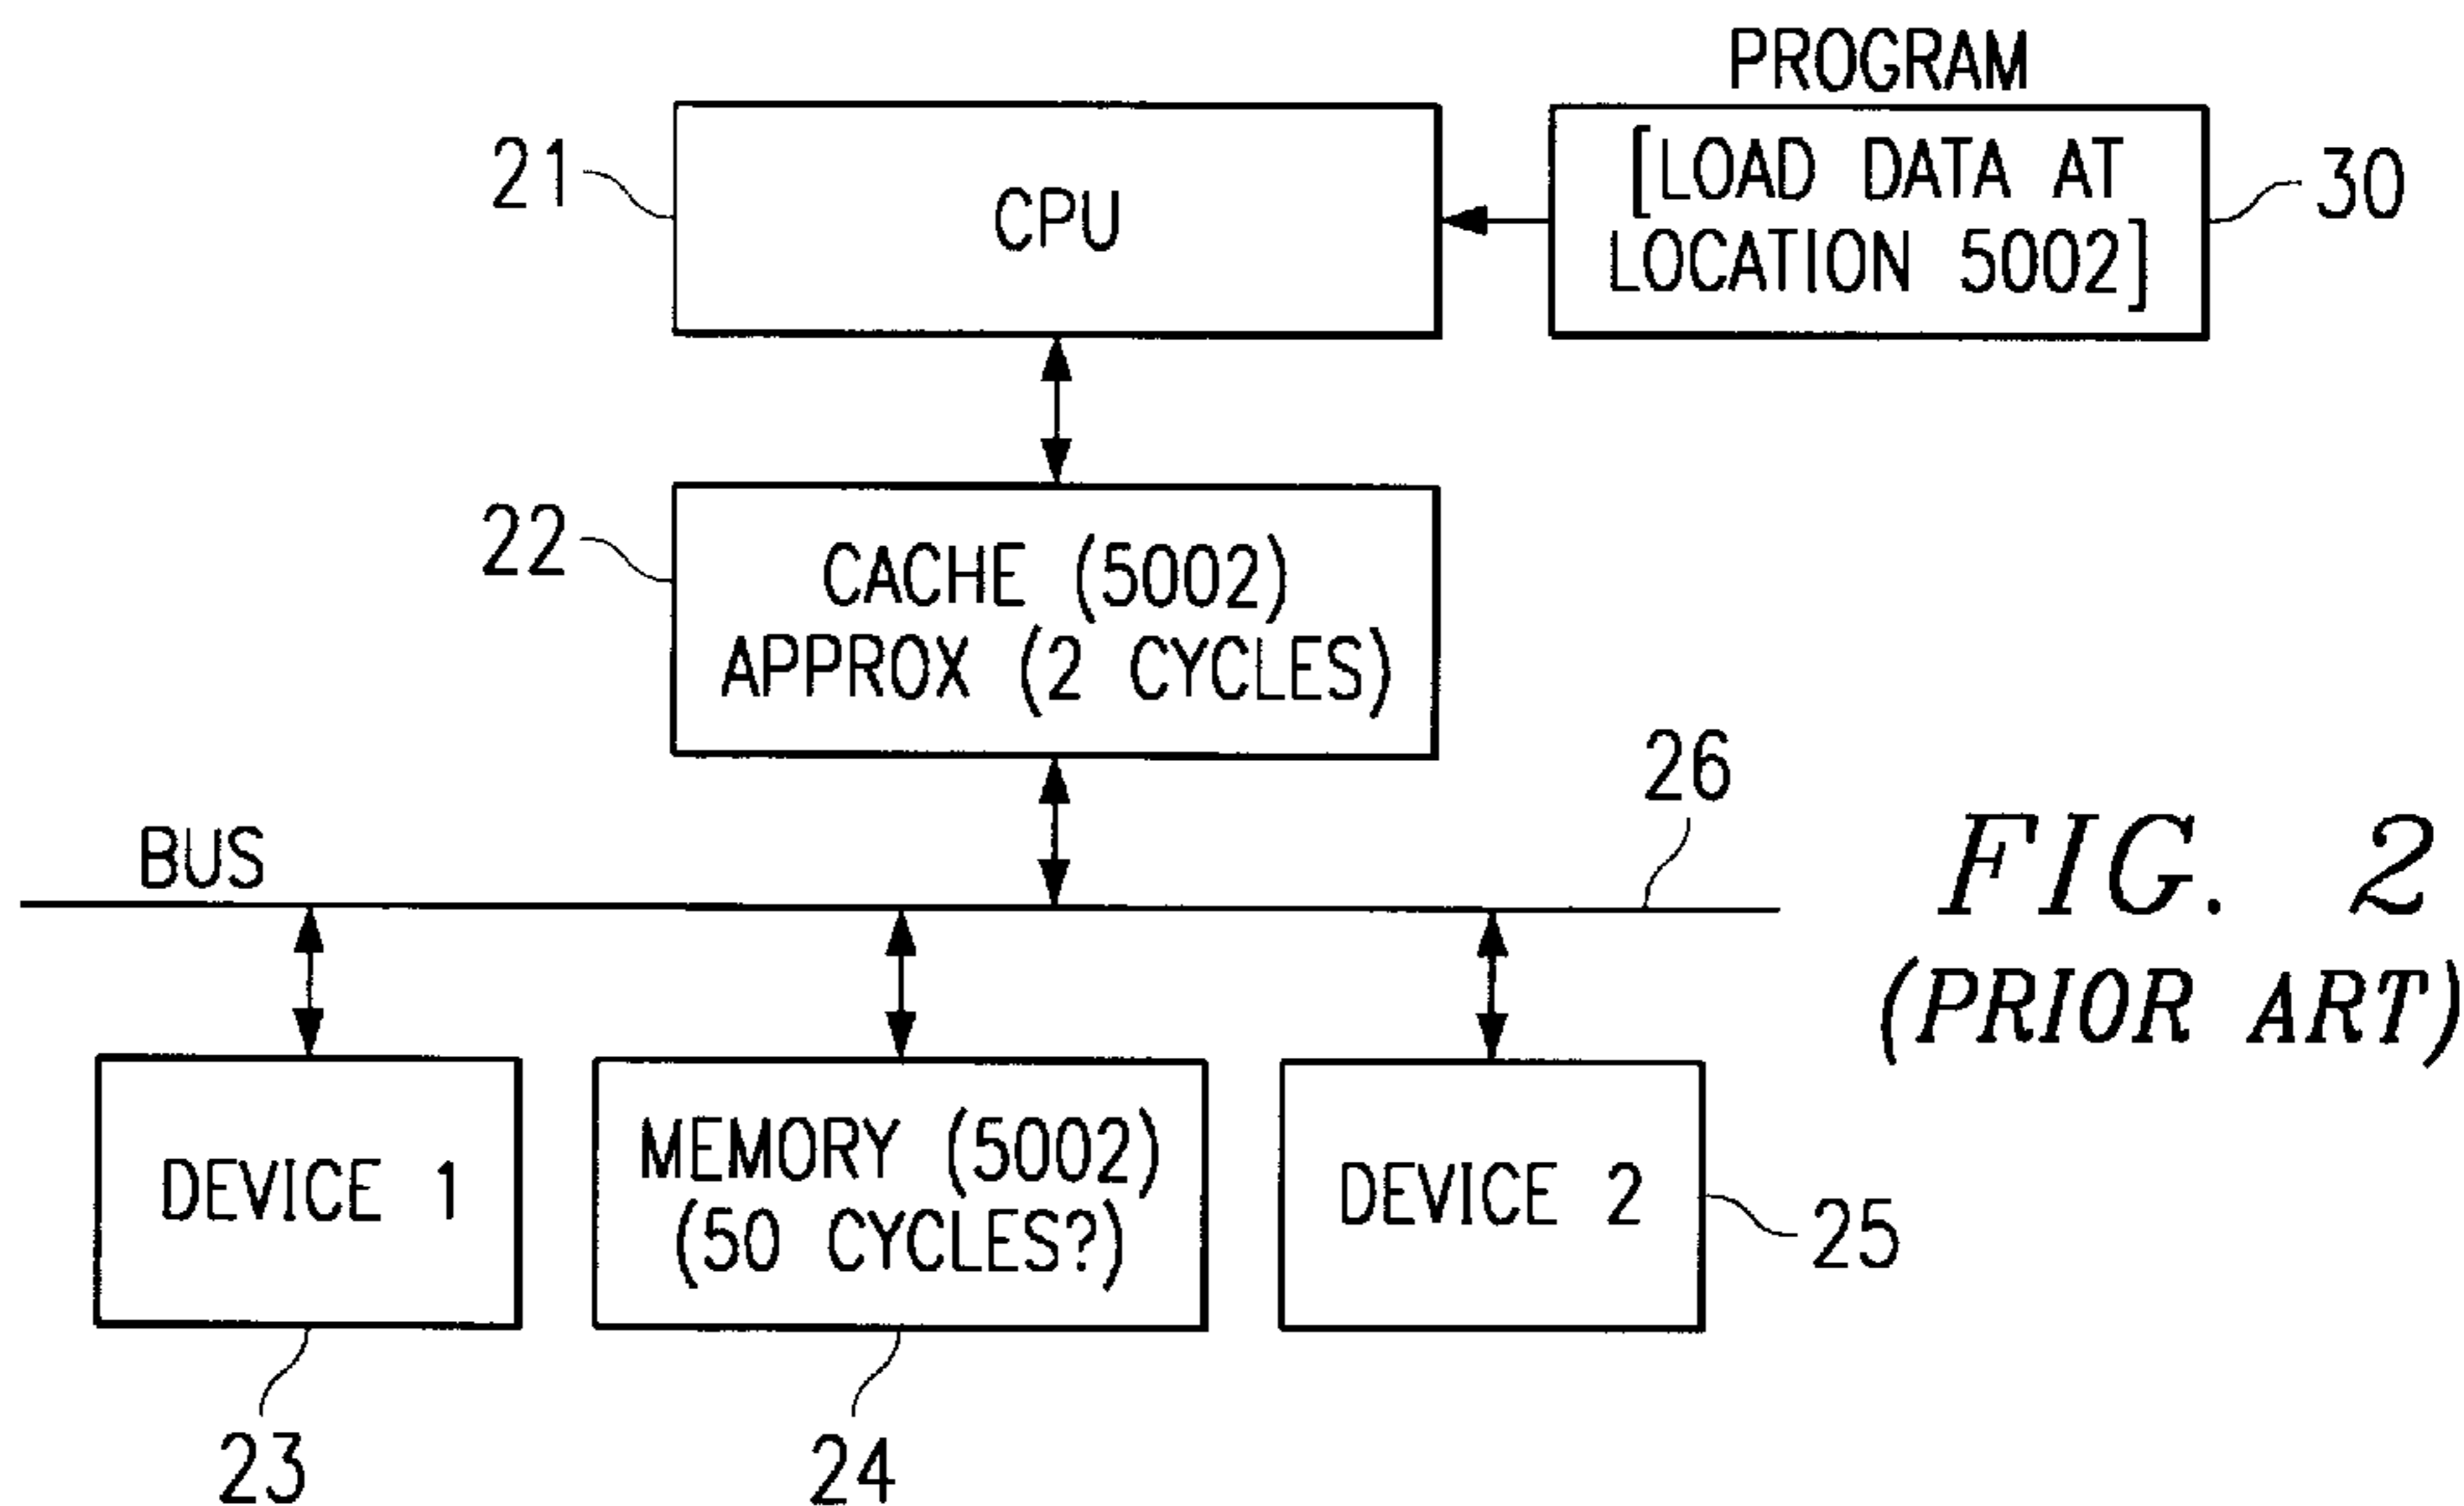 PROGRAM
21
CPU
[LOAD DATA AT
LOCATION 5002]
30
22
CACHE (5002)
APPROX (2 CYCLES)
26
BUS
FIG. 2
(PRIOR ART)
DEVICE 1
MEMORY (5002)
(50 CYCLES?)
DEVICE 2
25
23
24